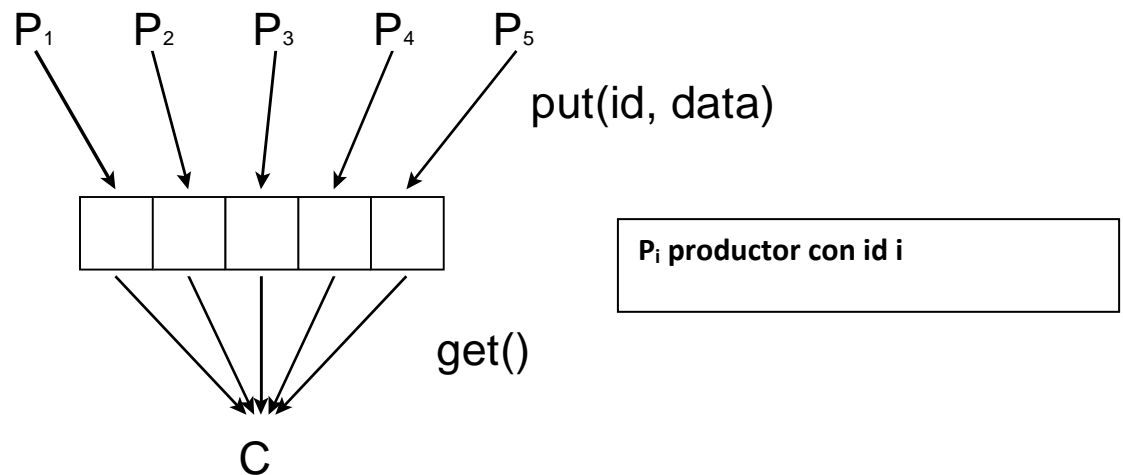 P₁ P₂ P₃ P₄ P₅
put(id, data)
Pᵢ productor con id i
get()
C